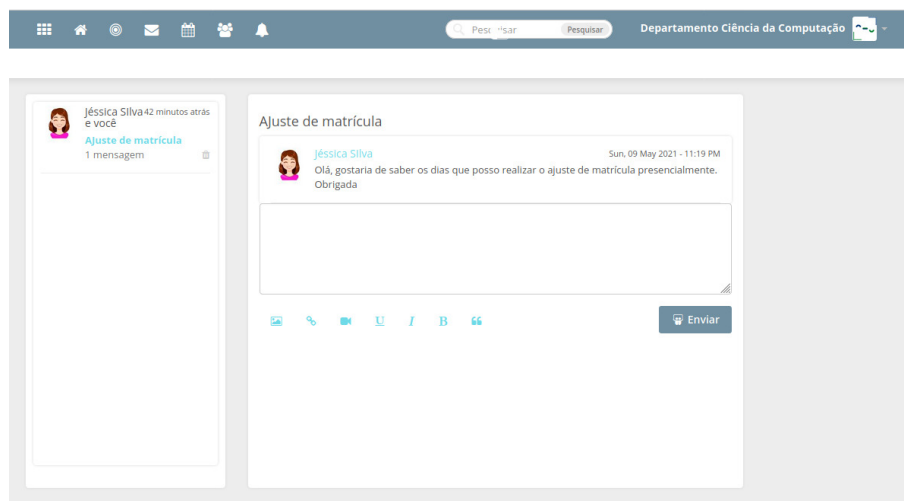 Pesquisar
Departamento Ciência da Computação
Jéssica Silva 42 minutos atrás
e você
Ajuste de matrícula
1 mensagem
Ajuste de matrícula
Jéssica Silva
Sun, 09 May 2021 - 11:19 PM
Olá, gostaria de saber os dias que posso realizar o ajuste de matrícula presencialmente.
Obrigada
U I B
Enviar